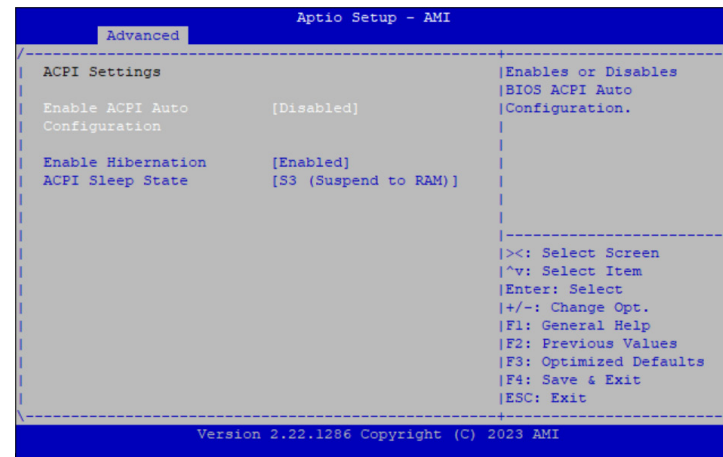 Aptio Setup - AMI
Advanced
ACPI Settings
Enable ACPI Auto Configuration [Disabled]
Enable Hibernation [Enabled]
ACPI Sleep State [S3 (Suspend to RAM)]
Enables or Disables
BIOS ACPI Auto
Configuration.
><: Select Screen
^v: Select Item
Enter: Select
+/-: Change Opt.
F1: General Help
F2: Previous Values
F3: Optimized Defaults
F4: Save & Exit
ESC: Exit
Version 2.22.1286 Copyright (C) 2023 AMI